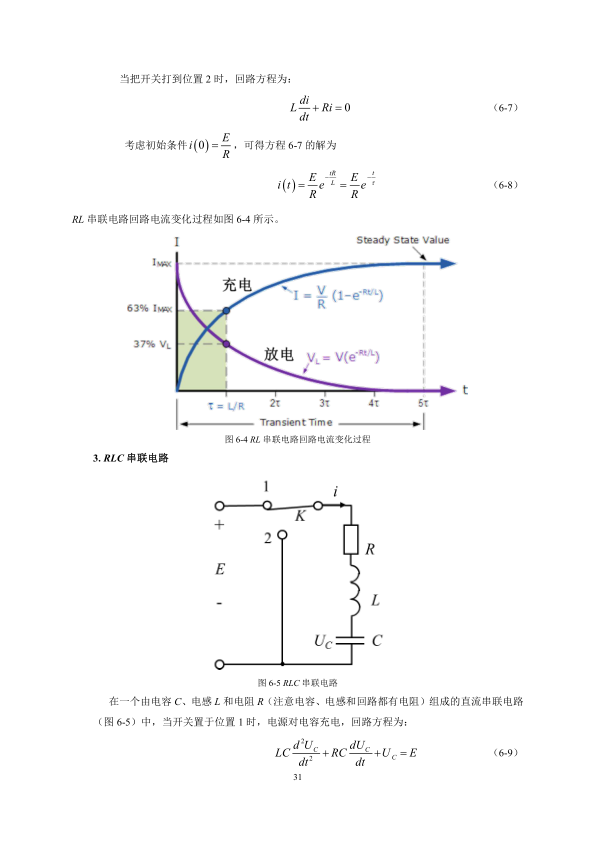 当把开关打到位置 2 时，回路方程为：
L di/dt + Ri = 0 （6-7）
考虑初始条件 i(0) = E/R ，可得方程 6-7 的解为
i(t) = E/R e^(-tR/L) = E/R e^(-t/τ) （6-8）
RL 串联电路回路电流变化过程如图 6-4 所示。
I
Steady State Value
IMAX
充电
I = V/R (1-e^-Rt/L)
63% IMAX
37% VL
放电
VL = V(e^-Rt/L)
t
τ = L/R 2τ 3τ 4τ 5τ
Transient Time
图 6-4 RL 串联电路回路电流变化过程
3. RLC 串联电路
1 i
+ K
2
R
E
L
-
UC C
图 6-5 RLC 串联电路
在一个由电容 C、电感 L 和电阻 R（注意电容、电感和回路都有电阻）组成的直流串联电路
（图 6-5）中，当开关置于位置 1 时，电源对电容充电，回路方程为：
LC d²UC/dt² + RC dUC/dt + UC = E （6-9）
31